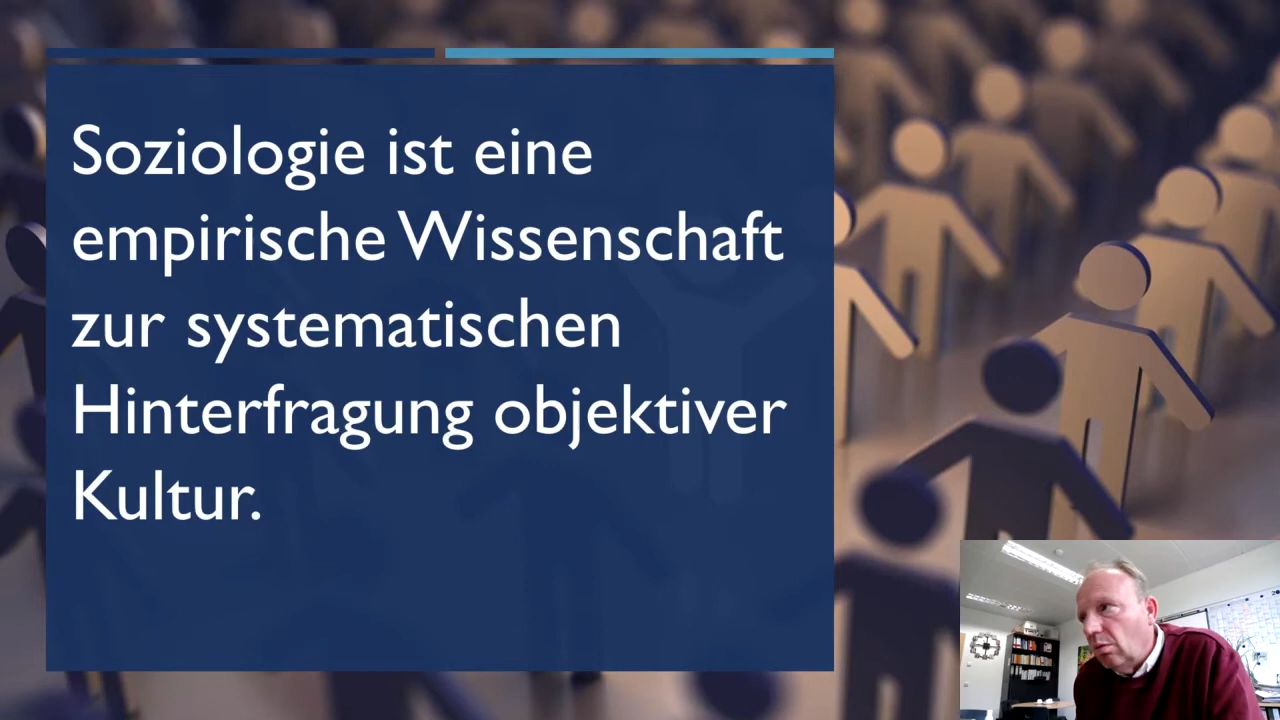 Soziologie ist eine
empirische Wissenschaft
zur systematischen
Hinterfragung objektiver
Kultur.